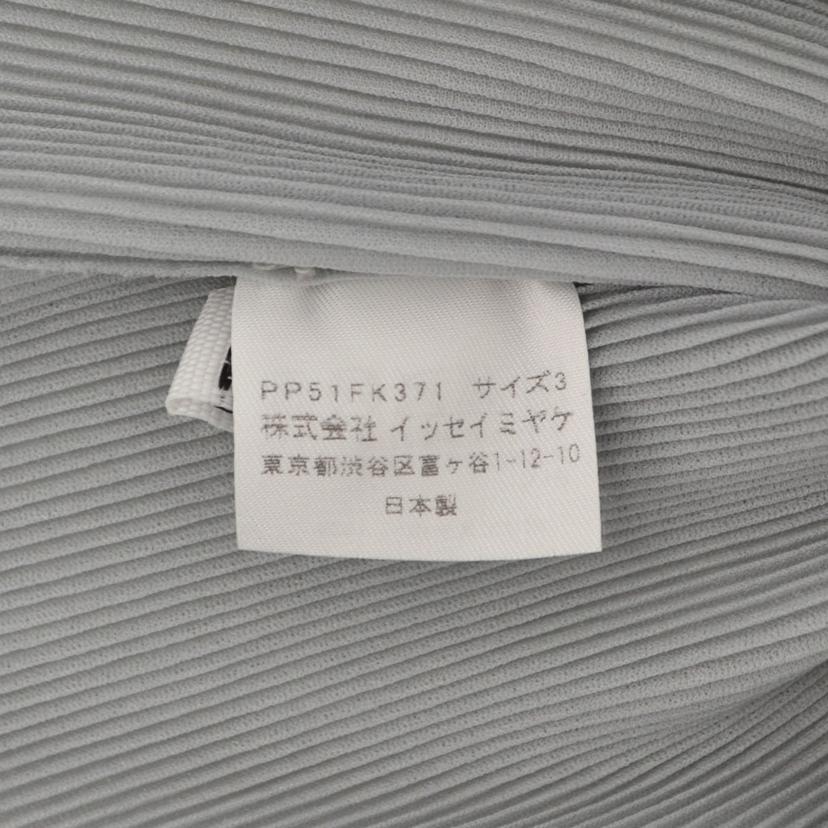 PP51FK371 サイズ3
株式会社 イッセイミヤケ
東京都渋谷区富ヶ谷1-12-10
日本製